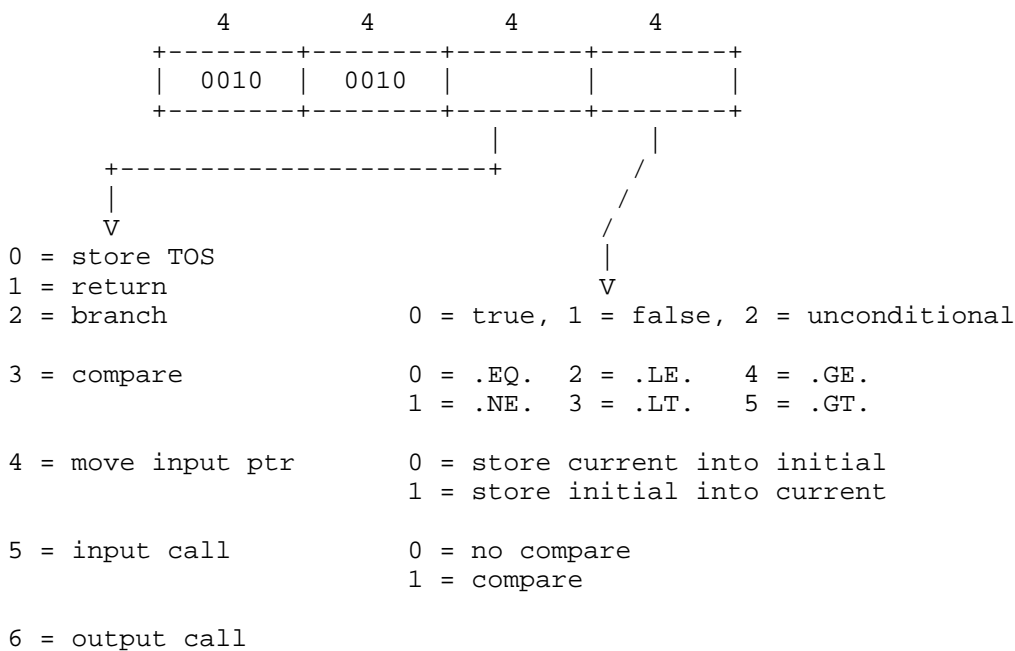 4        4        4        4
         +--------+--------+--------+--------+
         |  0010  |  0010  |        |        |
         +--------+--------+--------+--------+
                              |         |
      +-----------------------+        /
      |                               /
      V                              /
0 = store TOS                        |
1 = return                           V
2 = branch               0 = true, 1 = false, 2 = unconditional
3 = compare              0 = .EQ.  2 = .LE.   4 = .GE.
                         1 = .NE.  3 = .LT.   5 = .GT.
4 = move input ptr       0 = store current into initial
                         1 = store initial into current
5 = input call           0 = no compare
                         1 = compare
6 = output call